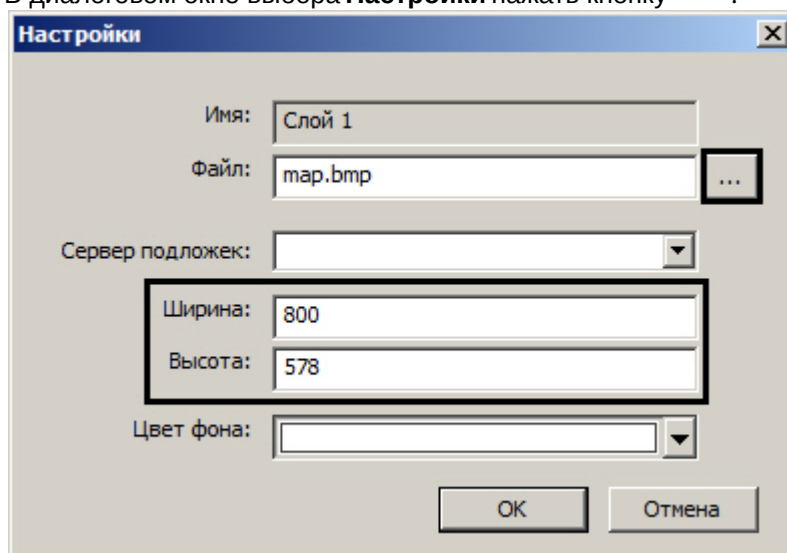 В диалоговом окне выбора Настройки нажать кнопку
Настройки
Имя: Слой 1
Файл: map.bmp ...
Сервер подложек:
Ширина: 800
Высота: 578
Цвет фона:
OK Отмена